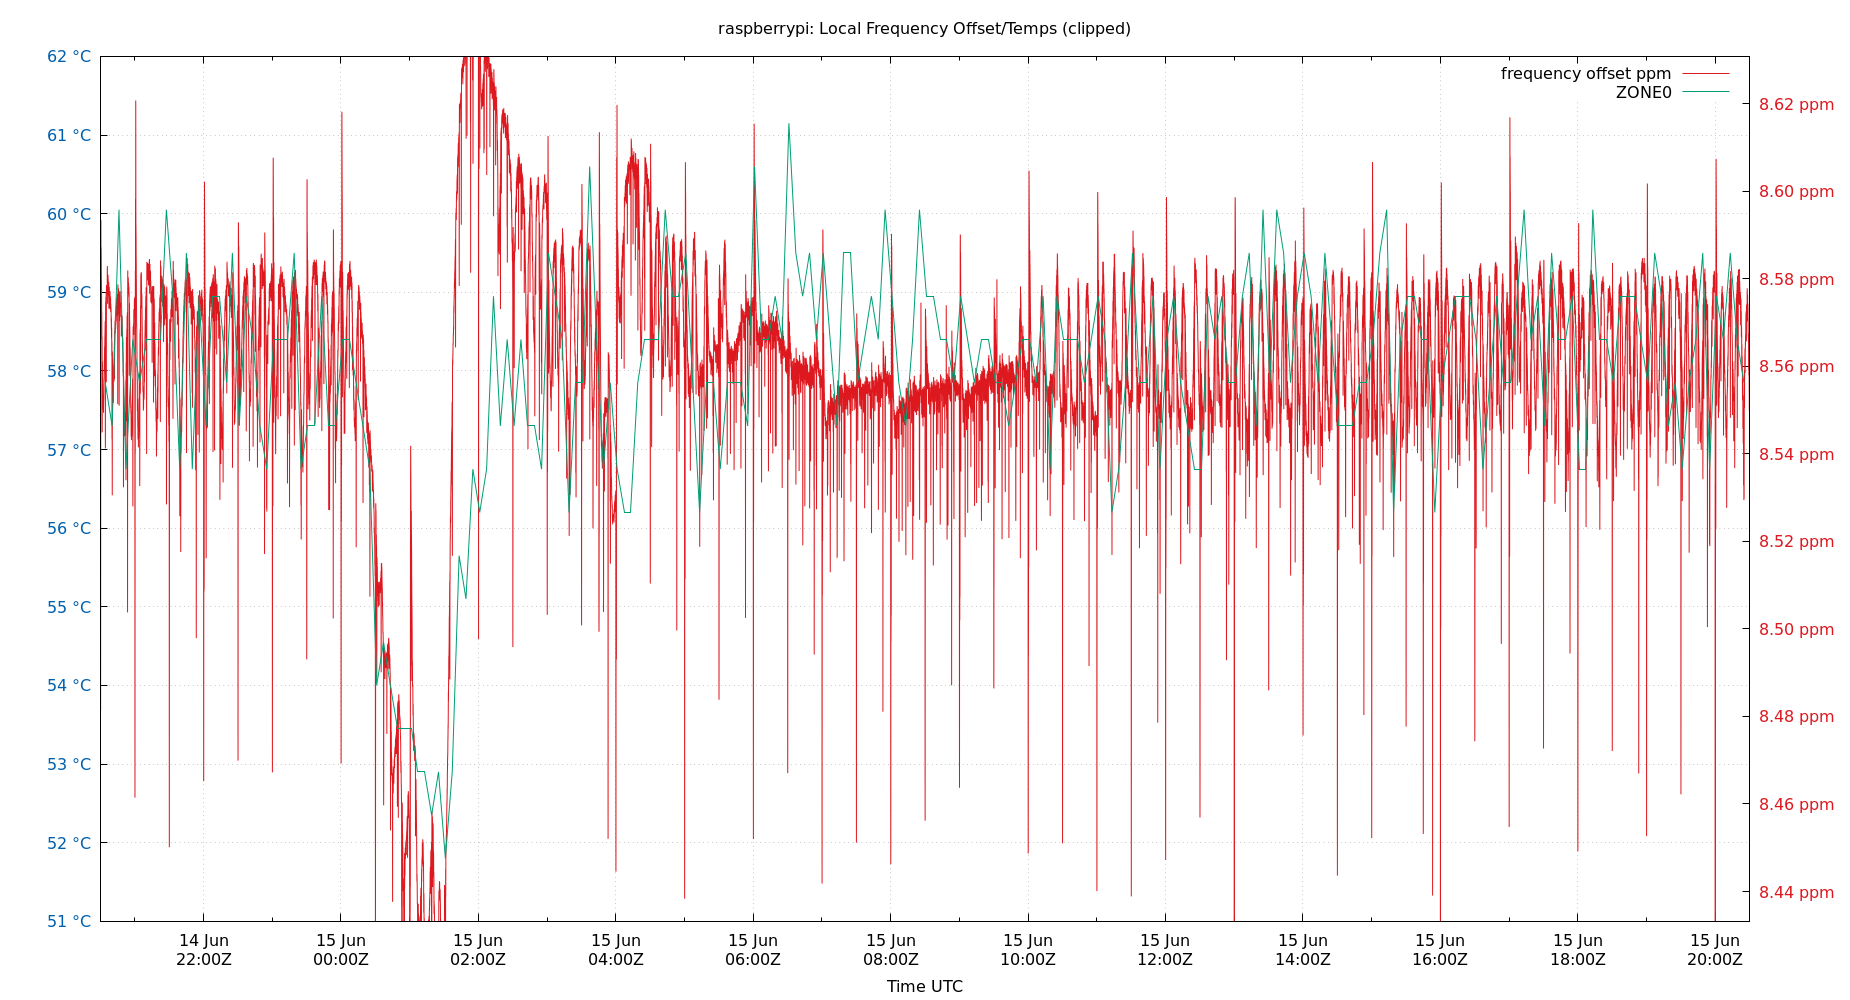 raspberrypi: Local Frequency Offset/Temps (clipped)
62 °C
61 °C
60 °C
59 °C
58 °C
57 °C
56 °C
55 °C
54 °C
53 °C
52 °C
51 °C
frequency offset ppm
ZONE0
8.62 ppm
8.60 ppm
8.58 ppm
8.56 ppm
8.54 ppm
8.52 ppm
8.50 ppm
8.48 ppm
8.46 ppm
8.44 ppm
14 Jun
22:00Z
15 Jun
00:00Z
15 Jun
02:00Z
15 Jun
04:00Z
15 Jun
06:00Z
15 Jun
08:00Z
15 Jun
10:00Z
15 Jun
12:00Z
15 Jun
14:00Z
15 Jun
16:00Z
15 Jun
18:00Z
15 Jun
20:00Z
Time UTC